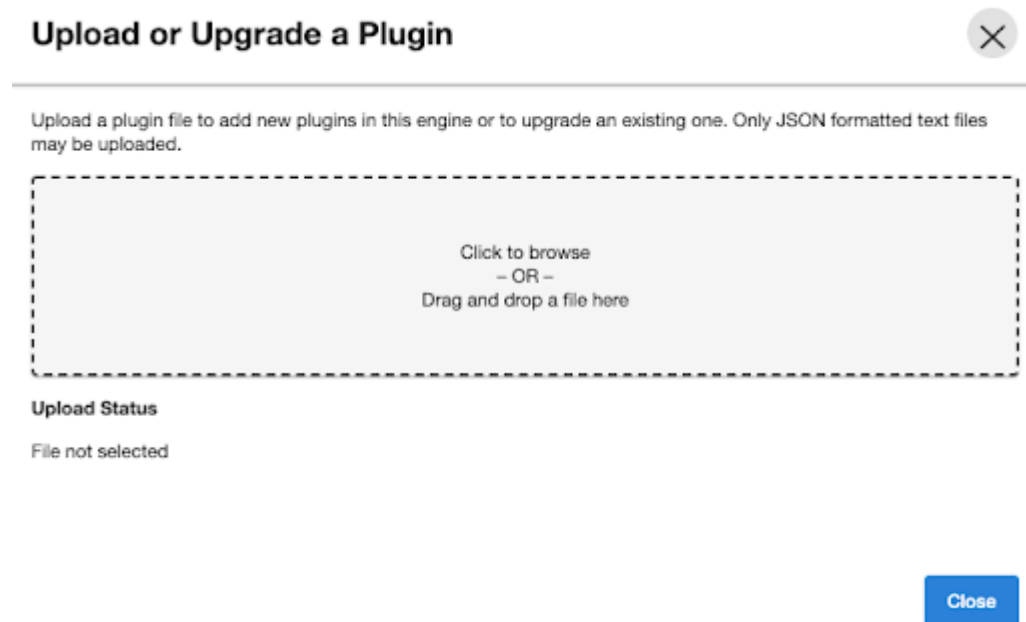 Upload or Upgrade a Plugin
Upload a plugin file to add new plugins in this engine or to upgrade an existing one. Only JSON formatted text files
may be uploaded.
Click to browse
– OR –
Drag and drop a file here
Upload Status
File not selected
Close